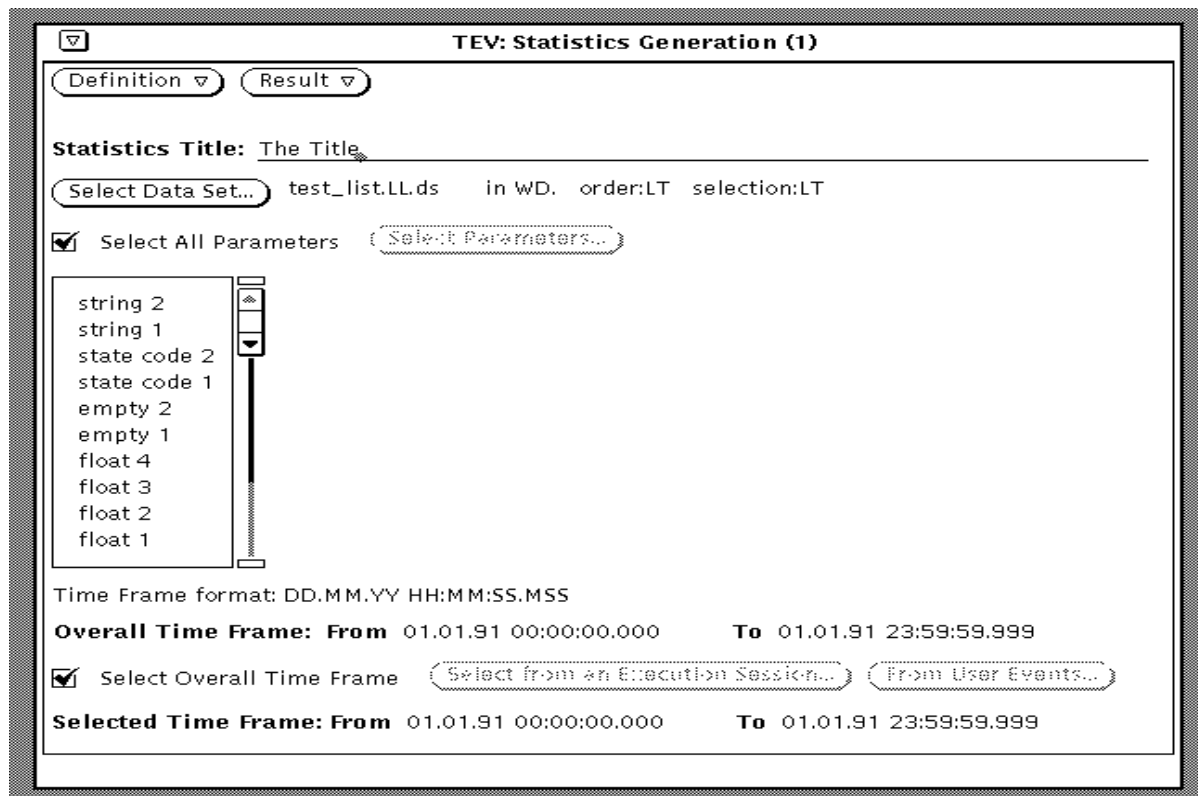 TEV: Statistics Generation (1)
Definition Result
Statistics Title: The Title
Select Data Set... test_list.LL.ds in WD. order:LT selection:LT
Select All Parameters Select Parameters...
string 2
string 1
state code 2
state code 1
empty 2
empty 1
float 4
float 3
float 2
float 1
Time Frame format: DD.MM.YY HH:MM:SS.MSS
Overall Time Frame: From 01.01.91 00:00:00.000 To 01.01.91 23:59:59.999
Select Overall Time Frame Select from an Execution Session... From User Events...
Selected Time Frame: From 01.01.91 00:00:00.000 To 01.01.91 23:59:59.999